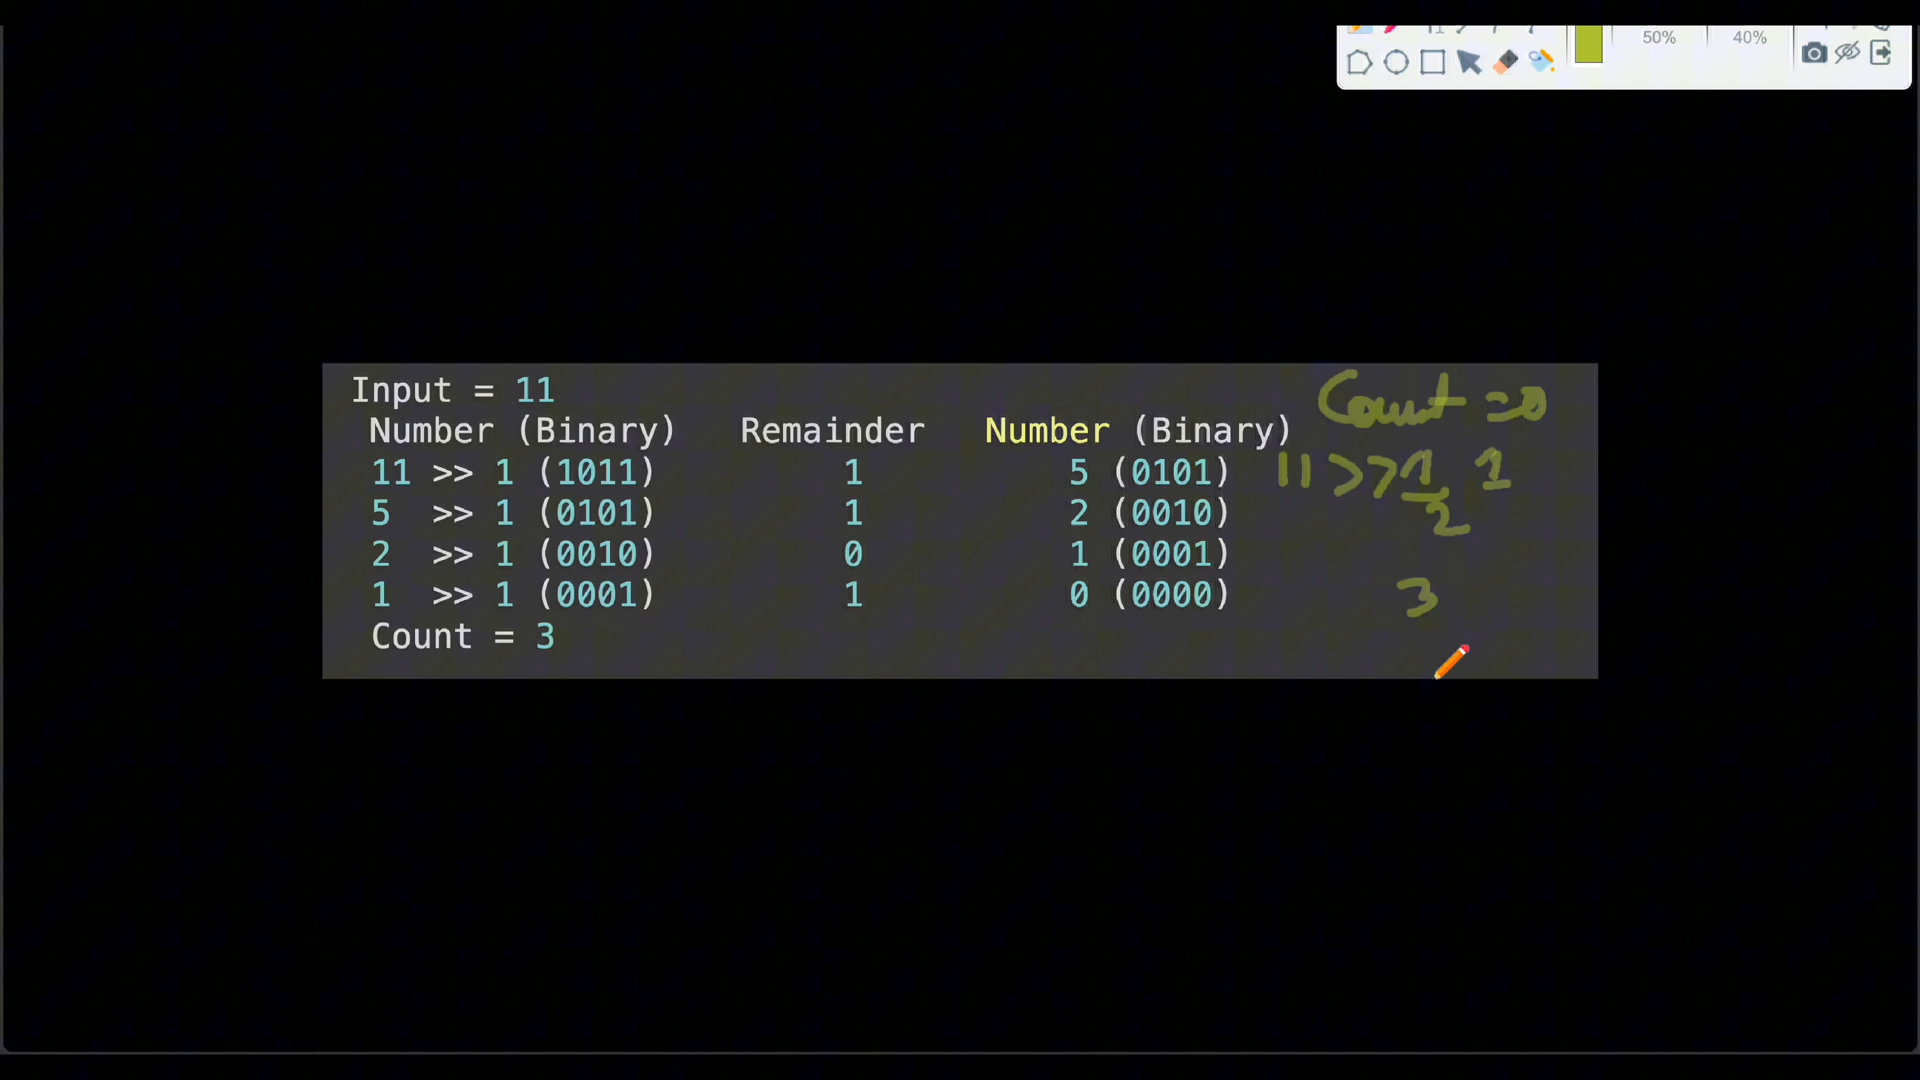 50% 40%
Input = 11
Number (Binary) Remainder Number (Binary)
11 >> 1 (1011) 1 5 (0101)
5 >> 1 (0101) 1 2 (0010)
2 >> 1 (0010) 0 1 (0001)
1 >> 1 (0001) 1 0 (0000)
Count = 3
Count = 0
11 >> 1 1
2
3